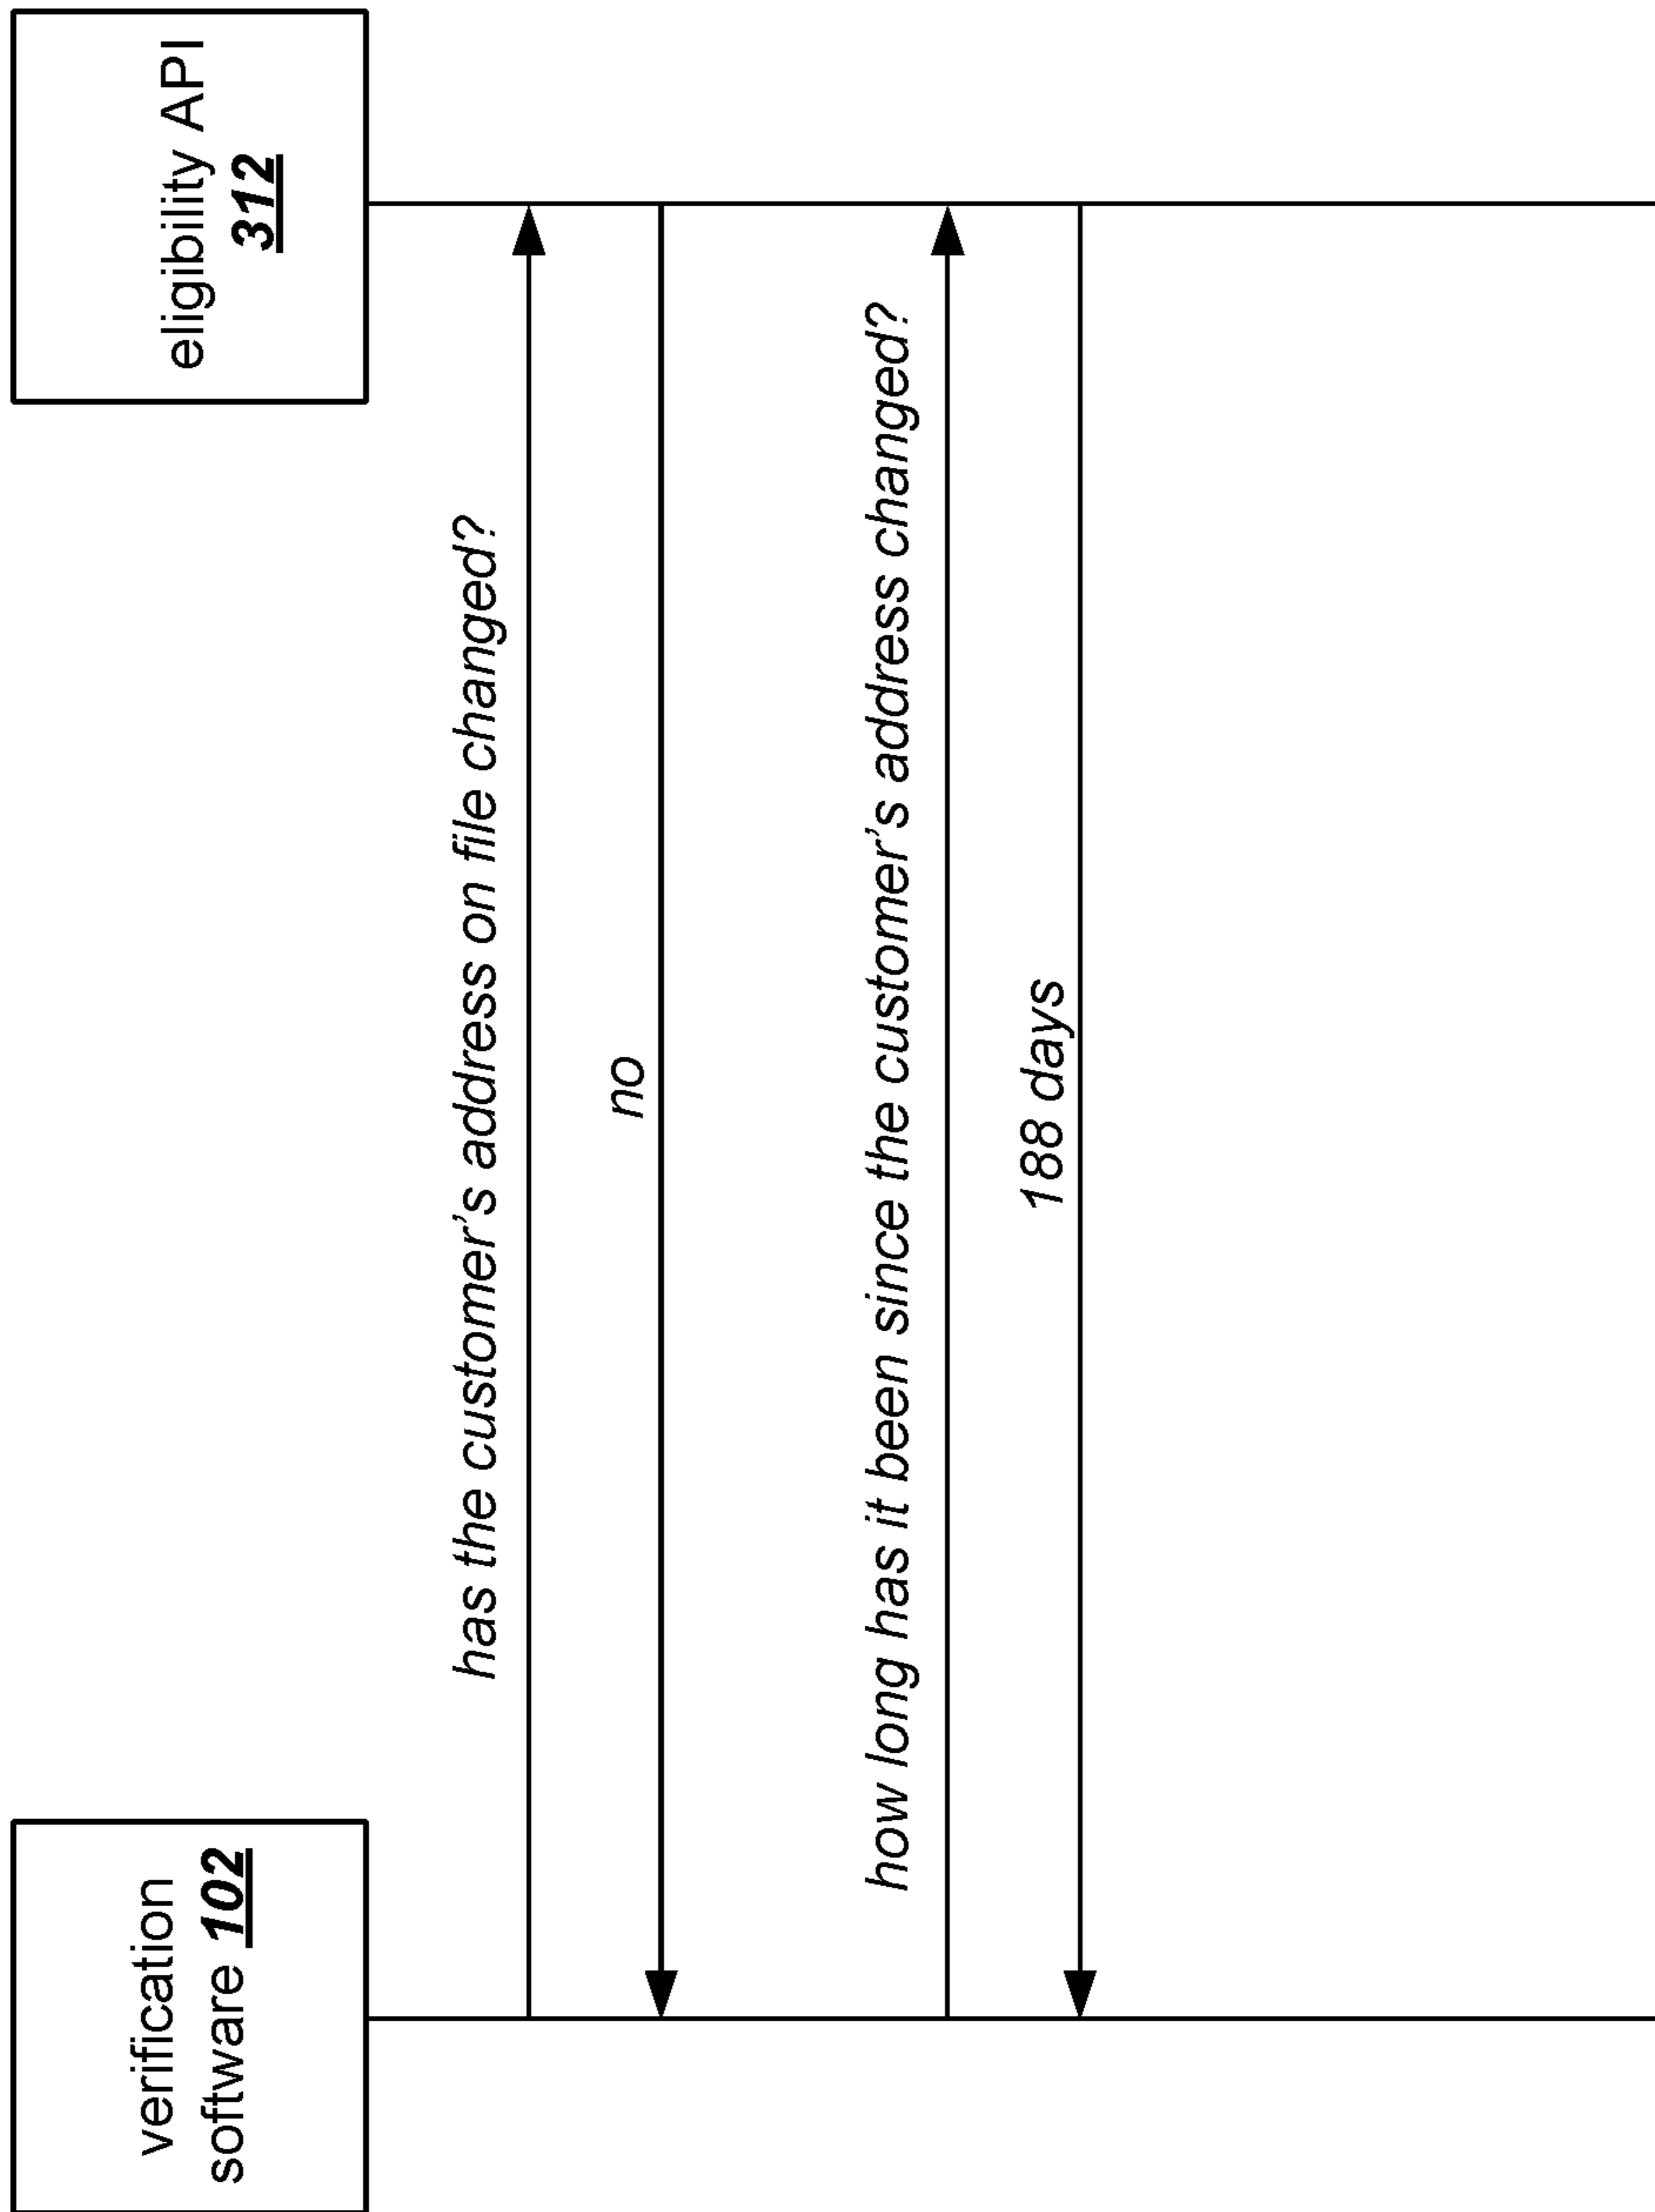 verification
software 102
eligibility API
312
has the customer's address on file changed?
no
how long has it been since the customer's address changed?
188 days